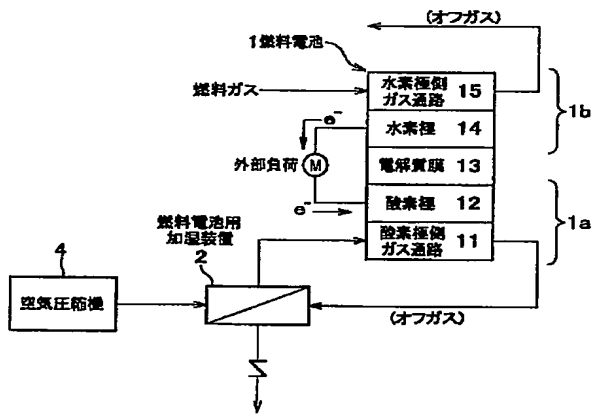 (オフガス)
1燃料電池
燃料ガス
水素極側
ガス通路 15
水素極 14
電解質膜 13
酸素極 12
酸素極側
ガス通路 11
1b
1a
e⁻
外部負荷
M
e⁻
燃料電池用
加湿装置
2
4
空気圧縮機
(オフガス)